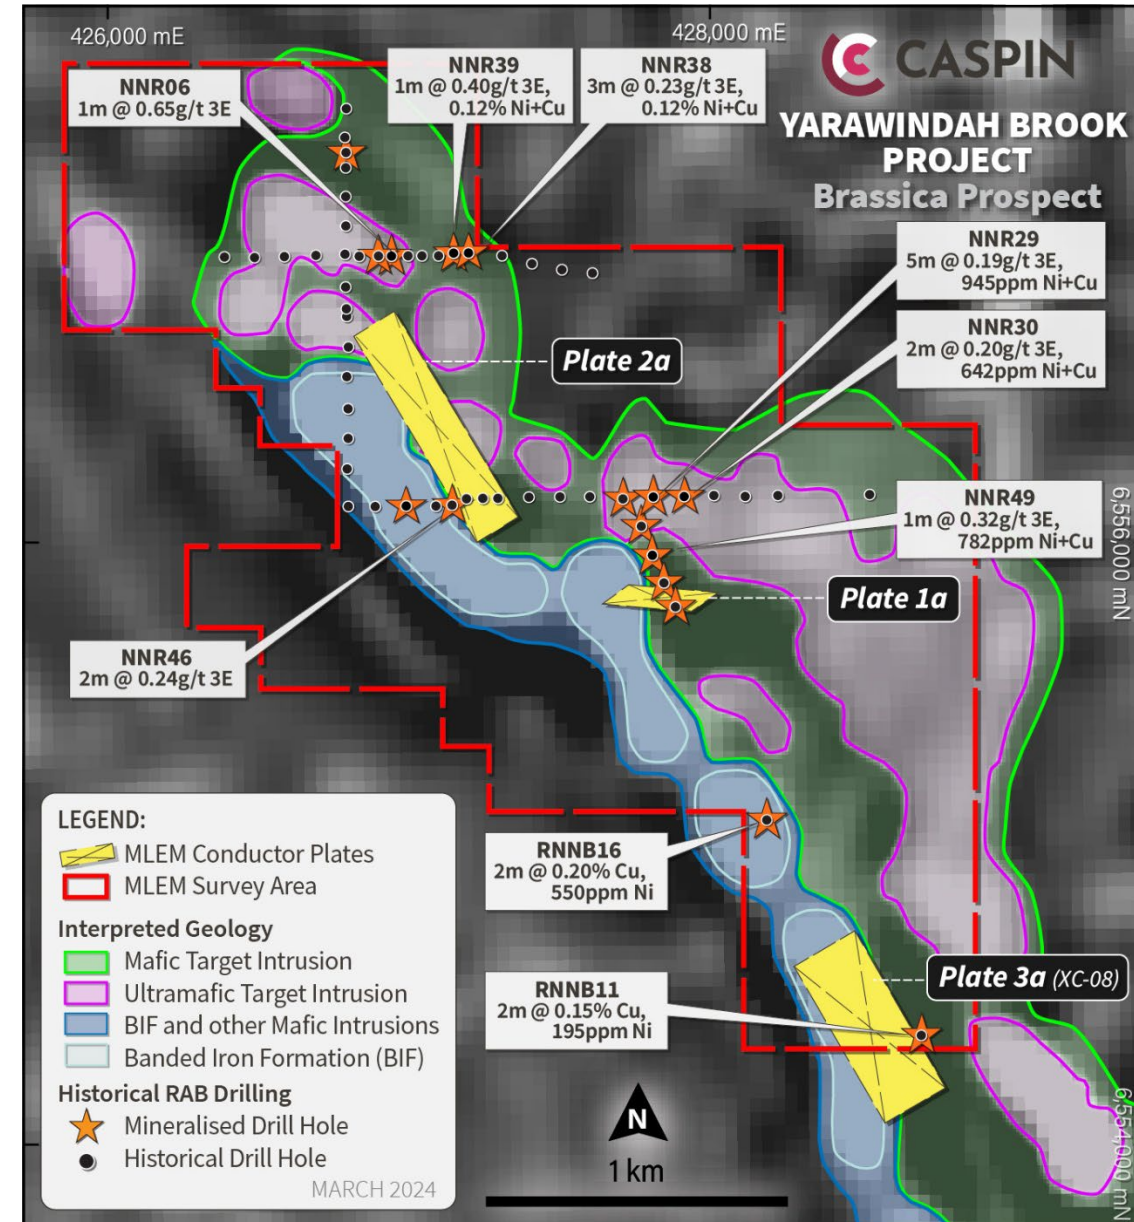 426,000 mE
428,000 mE
CASPIN
YARAWINDAH BROOK
PROJECT
Brassica Prospect
NNR06
1m @ 0.65g/t 3E
NNR39
1m @ 0.40g/t 3E,
0.12% Ni+Cu
NNR38
3m @ 0.23g/t 3E,
0.12% Ni+Cu
NNR29
5m @ 0.19g/t 3E,
945ppm Ni+Cu
NNR30
2m @ 0.20g/t 3E,
642ppm Ni+Cu
Plate 2a
NNR49
1m @ 0.32g/t 3E,
782ppm Ni+Cu
6,556,000 mN
Plate 1a
NNR46
2m @ 0.24g/t 3E
RNNB16
2m @ 0.20% Cu,
550ppm Ni
Plate 3a (XC-08)
RNNB11
2m @ 0.15% Cu,
195ppm Ni
6,554,000 mN
LEGEND:
MLEM Conductor Plates
MLEM Survey Area
Interpreted Geology
Mafic Target Intrusion
Ultramafic Target Intrusion
BIF and other Mafic Intrusions
Banded Iron Formation (BIF)
Historical RAB Drilling
Mineralised Drill Hole
Historical Drill Hole
MARCH 2024
N
1 km